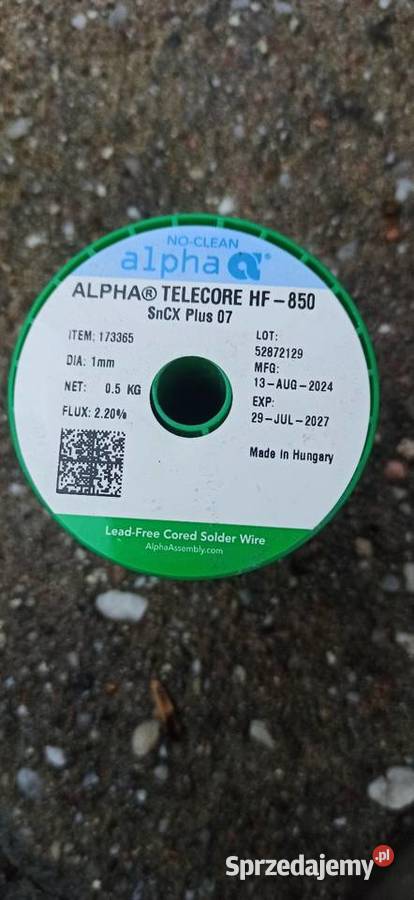 NO-CLEAN
alpha
ALPHA® TELECORE HF-850
SnCX Plus 07
ITEM: 173365
DIA: 1mm
NET: 0.5 KG
FLUX: 2.20%
LOT:
52872129
MFG:
13-AUG-2024
EXP:
29-JUL-2027
Made in Hungary
Lead-Free Cored Solder Wire
AlphaAssembly.com
Sprzedajemy.pl